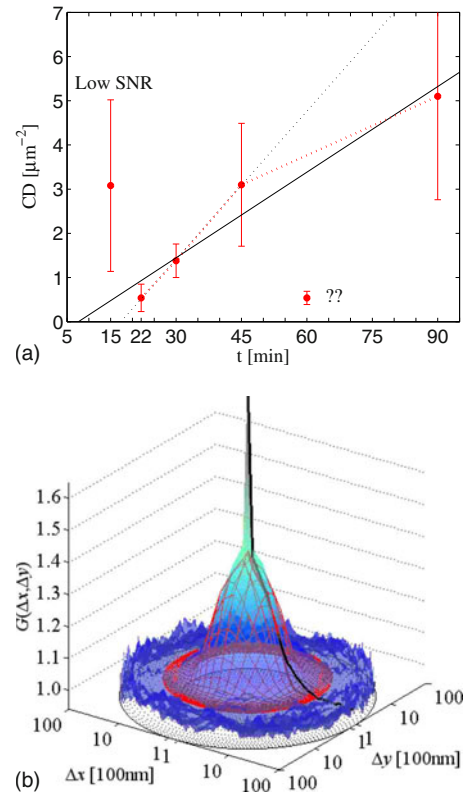 7
6
5
4
3
2
1
0
CD [μm⁻²]
Low SNR
??
5 15 22 30 45 60 75 90
t [min]
(a)
1.6
1.5
1.4
1.3
1.2
1.1
1.0
G(Δx,Δy)
100 10 11 10 100
Δx [100nm]
100 10 11 10 100
Δy [100nm]
(b)